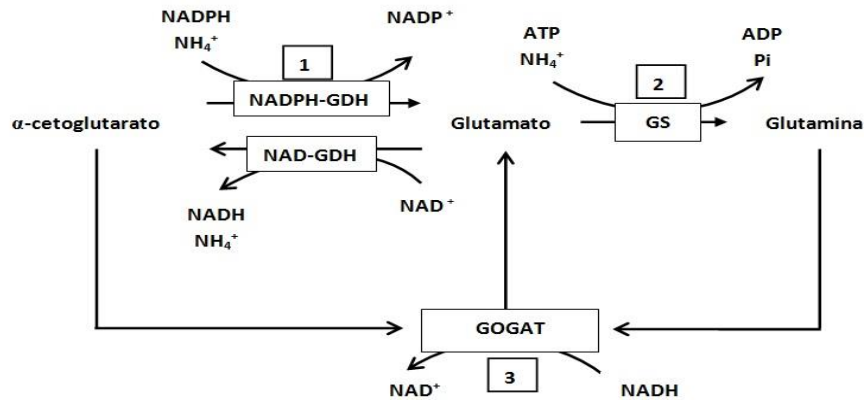 NADPH
NH₄⁺
NADP⁺
1
NADPH-GDH
ATP
NH₄⁺
ADP
Pi
2
α-cetoglutarato
Glutamato
GS
Glutamina
NAD-GDH
NADH
NH₄⁺
NAD⁺
GOGAT
NAD⁺
3
NADH